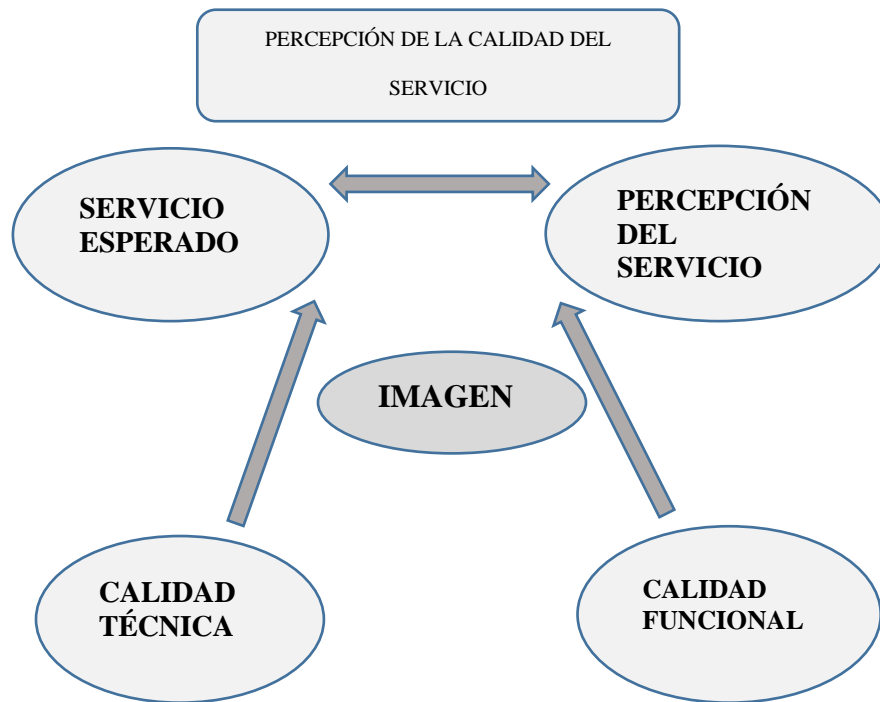 PERCEPCIÓN DE LA CALIDAD DEL
SERVICIO
SERVICIO
ESPERADO
PERCEPCIÓN
DEL
SERVICIO
IMAGEN
CALIDAD
TÉCNICA
CALIDAD
FUNCIONAL